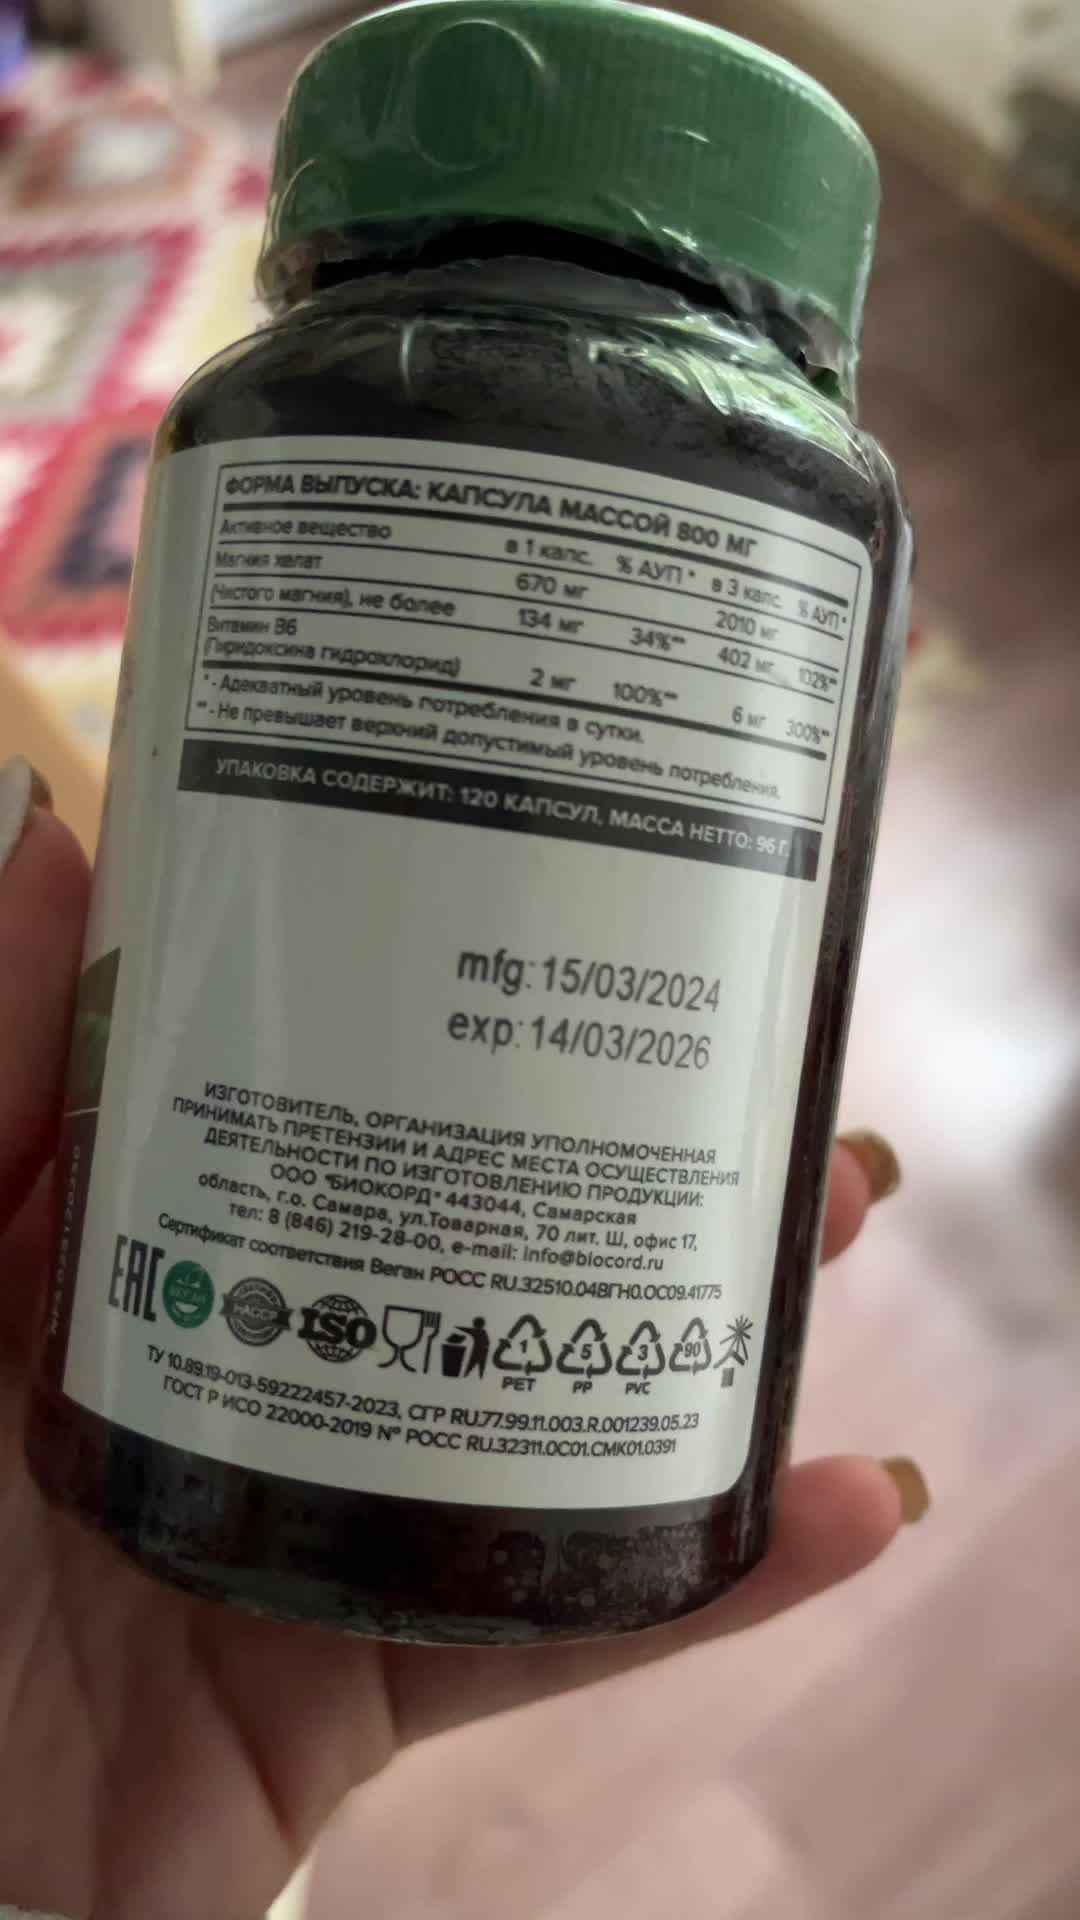 ФОРМА ВЫПУСКА: КАПСУЛА МАССОЙ 800 МГ
Активное вещество в 1 капс. % АУП* в 3 капс. % АУП*
Магния хелат 670 мг 2010 мг
(Чистого магния), не более 134 мг 34%** 402 мг 102%**
Витамин B6
(Пиридоксина гидрохлорид) 2 мг 100%** 6 мг 300%**
* - Адекватный уровень потребления в сутки.
** - Не превышает верхний допустимый уровень потребления.
УПАКОВКА СОДЕРЖИТ: 120 КАПСУЛ, МАССА НЕТТО: 96 Г.
mfg: 15/03/2024
exp: 14/03/2026
ИЗГОТОВИТЕЛЬ, ОРГАНИЗАЦИЯ УПОЛНОМОЧЕННАЯ
ПРИНИМАТЬ ПРЕТЕНЗИИ И АДРЕС МЕСТА ОСУЩЕСТВЛЕНИЯ
ДЕЯТЕЛЬНОСТИ ПО ИЗГОТОВЛЕНИЮ ПРОДУКЦИИ:
ООО "БИОКОРД" 443044, Самарская
область, г.о. Самара, ул.Товарная, 70 лит. Ш, офис 17,
тел: 8 (846) 219-28-00, e-mail: info@biocord.ru
Сертификат соответствия Веган РОСС RU.32510.04ВГН0.ОС09.41775
EAC
HACCP
ISO
1 5 3 90
PET PP PVC
ТУ 10.89.19-013-59222457-2023, СГР RU.77.99.11.003.R.001239.05.23
ГОСТ Р ИСО 22000-2019 № РОСС RU.32311.ОС01.СМК01.0391